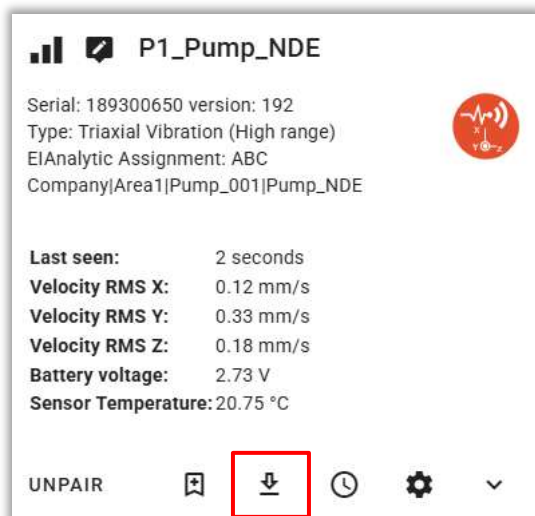 P1_Pump_NDE
Serial: 189300650 version: 192
Type: Triaxial Vibration (High range)
EIAnalytic Assignment: ABC
Company|Area1|Pump_001|Pump_NDE
X
Y
Z
Last seen: 2 seconds
Velocity RMS X: 0.12 mm/s
Velocity RMS Y: 0.33 mm/s
Velocity RMS Z: 0.18 mm/s
Battery voltage: 2.73 V
Sensor Temperature: 20.75 °C
UNPAIR